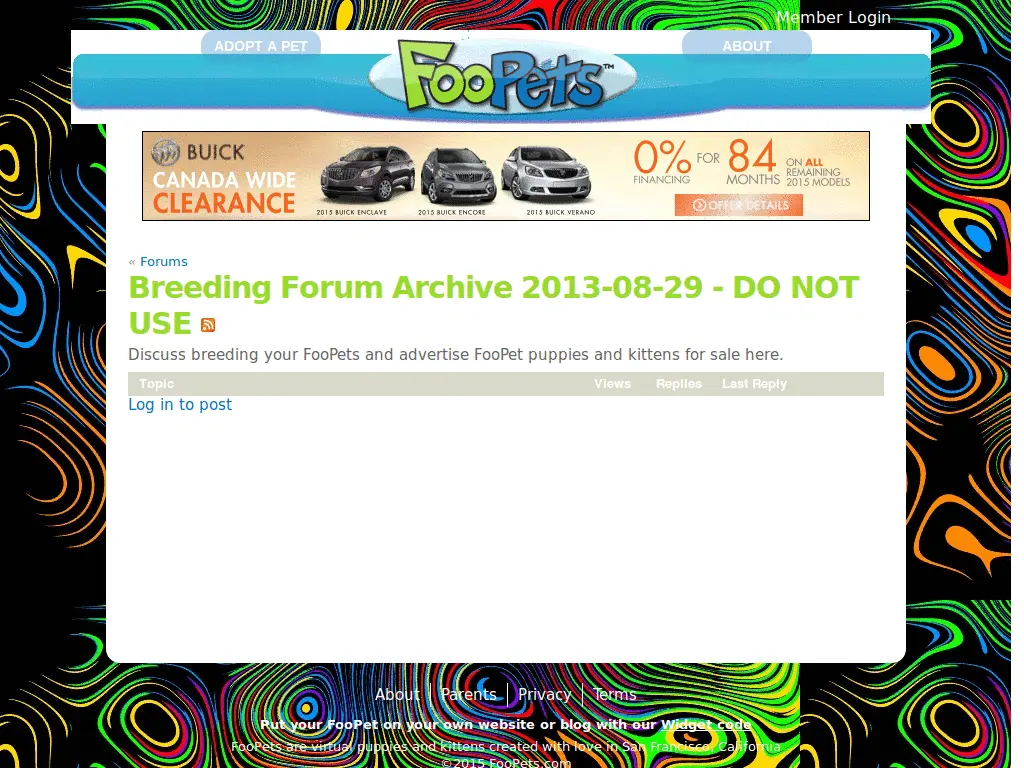 Member Login
ADOPT A PET
ABOUT
FooPets™
BUICK
CANADA WIDE
CLEARANCE
2015 BUICK ENCLAVE
2015 BUICK ENCORE
2015 BUICK VERANO
0% FOR 84
FINANCING
MONTHS
ON ALL
REMAINING
2015 MODELS
OFFER DETAILS
« Forums
Breeding Forum Archive 2013-08-29 - DO NOT
USE
Discuss breeding your FooPets and advertise FooPet puppies and kittens for sale here.
Topic Views Replies Last Reply
Log in to post
About Parents Privacy Terms
Put your FooPet on your own website or blog with our Widget code
FooPets are virtual puppies and kittens created with love in San Francisco, California
©2015 FooPets.com